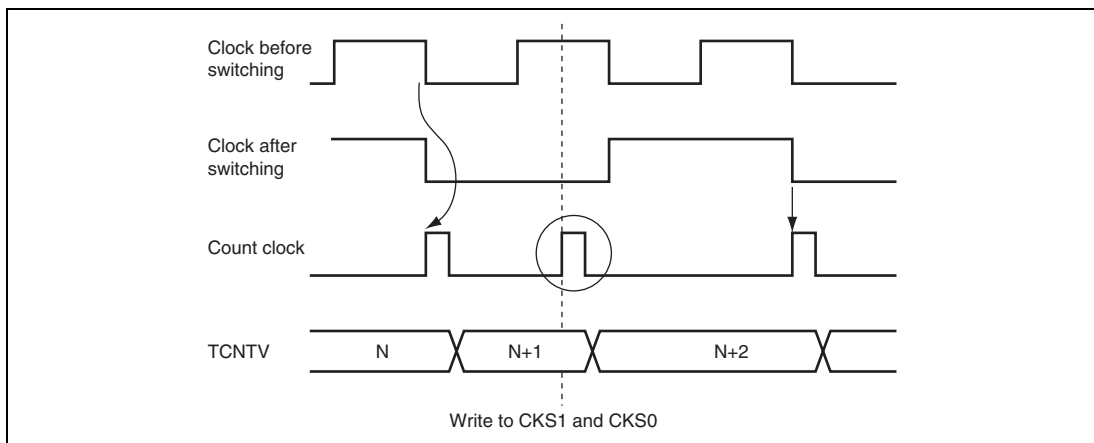 Clock before
switching
Clock after
switching
Count clock
TCNTV
N
N+1
N+2
Write to CKS1 and CKS0